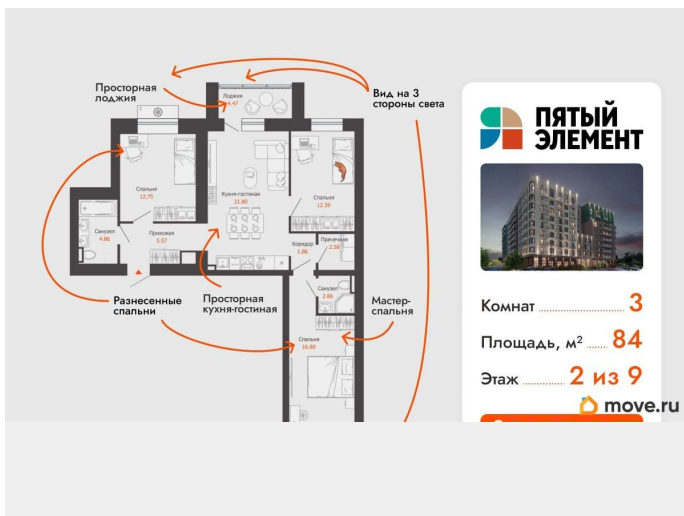 Просторная
лоджия
Вид на 3
стороны света
Лоджия
4.47
Спальня
12.75
Кухня-гостиная
21.80
Спальня
12.39
Санузел
4.86
Прихожая
5.57
Коридор
1.86
Прачечная
2.58
Санузел
2.66
Разнесенные
спальни
Просторная
кухня-гостиная
Мастер-
спальня
Спальня
16.80
ПЯТЫЙ
ЭЛЕМЕНТ
Комнат 3
Площадь, м² 84
Этаж 2 из 9
move.ru